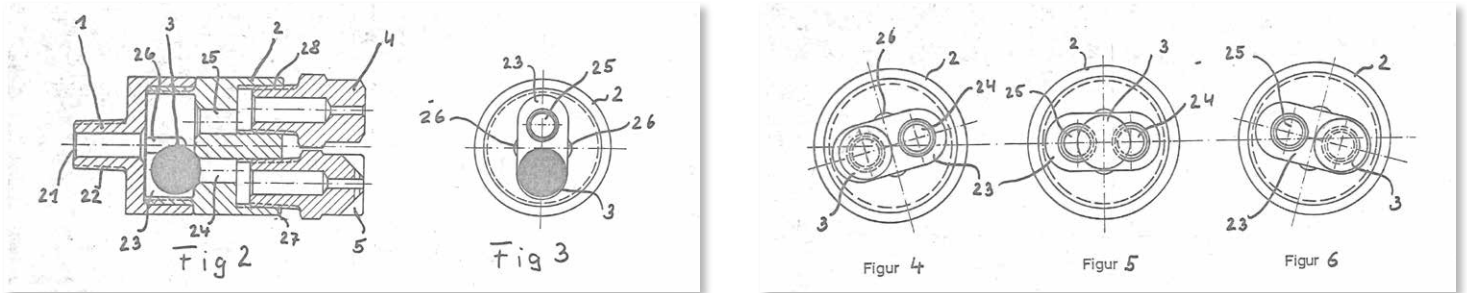 1 3 2 4
26 25 28
21 22 23 24 27 5
Fig 2
23 25 2
26 26
3
Fig 3
26 2
24
3 23
Figur 4
2 3
25 24
Figur 5
25 2
23 3
Figur 6